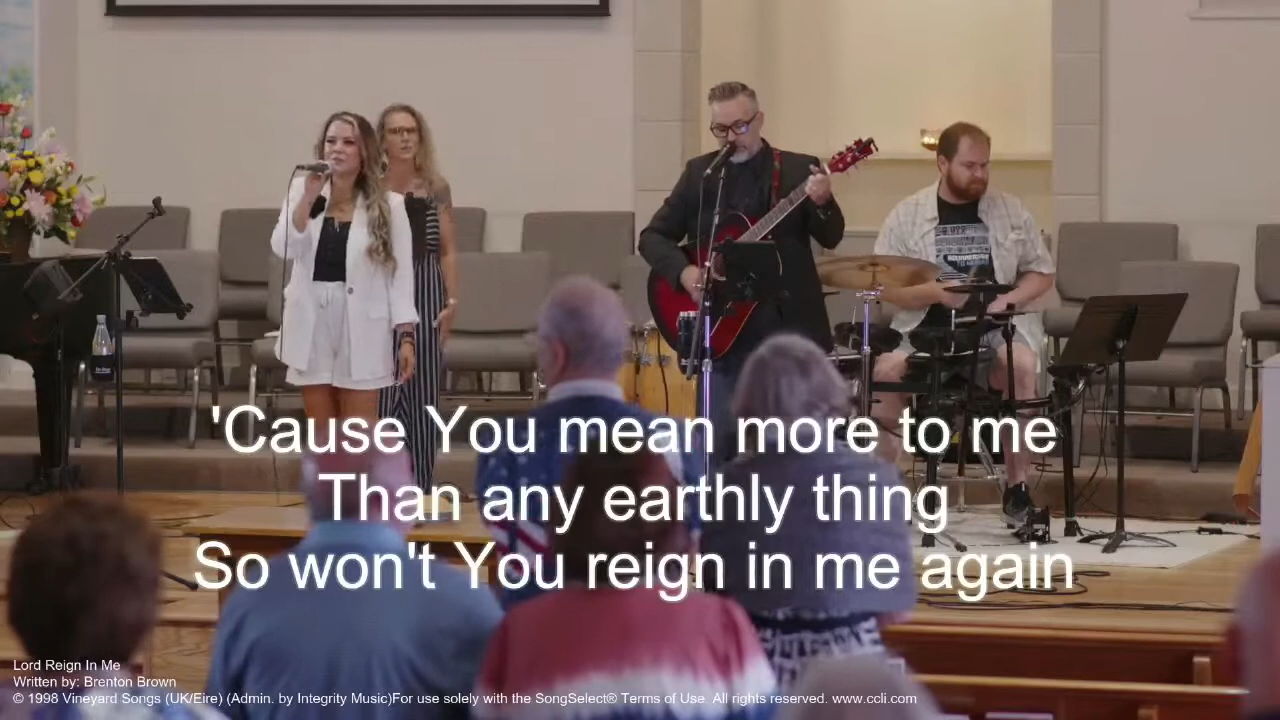 'Cause You mean more to me
Than any earthly thing
So won't You reign in me again
Lord Reign In Me
Written by: Brenton Brown
© 1998 Vineyard Songs (UK/Eire) (Admin. by Integrity Music)For use solely with the SongSelect® Terms of Use. All rights reserved. www.ccli.com